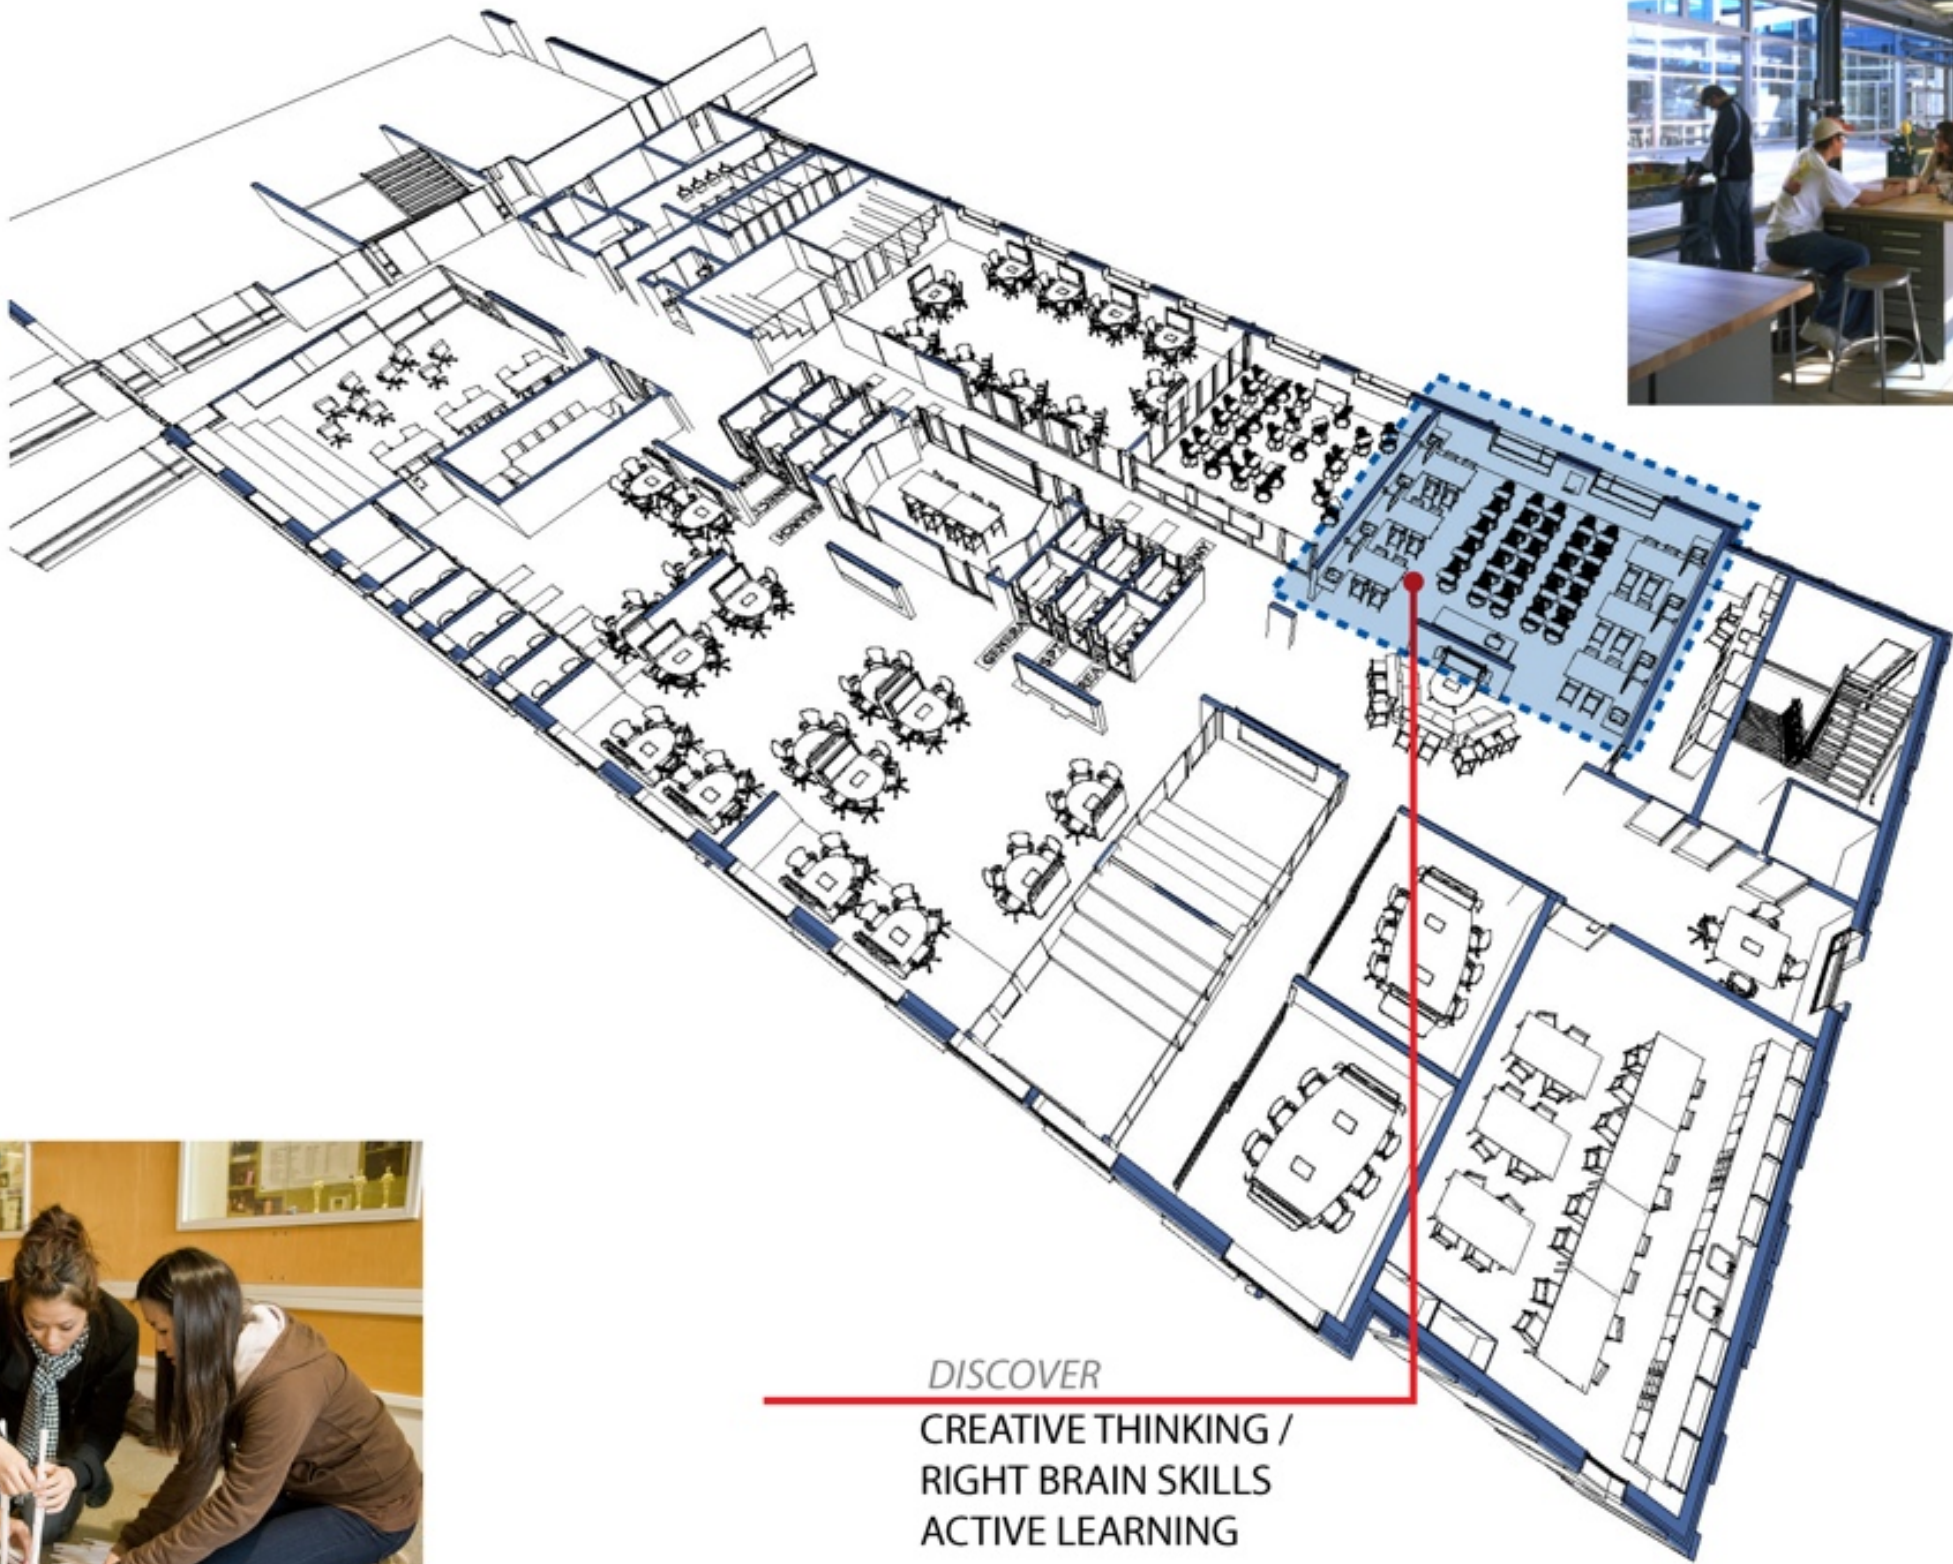 DISCOVER
CREATIVE THINKING /
RIGHT BRAIN SKILLS
ACTIVE LEARNING